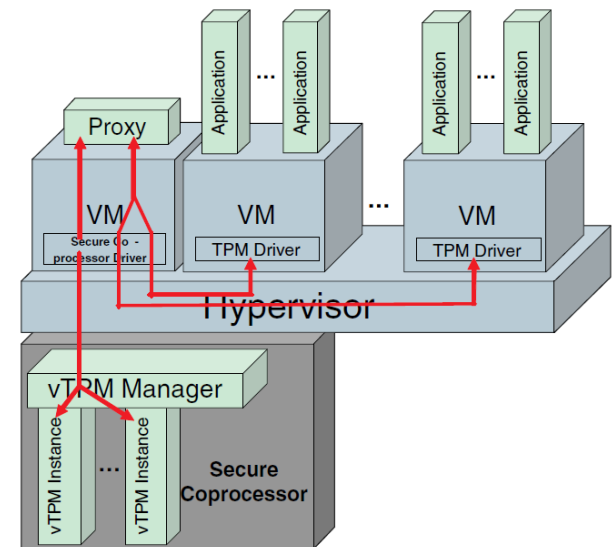 Application
...
Application
Application
...
Application
Proxy
VM
Secure Co -
processor Driver
VM
TPM Driver
...
VM
TPM Driver
Hypervisor
vTPM Manager
vTPM Instance
...
vTPM Instance
Secure
Coprocessor